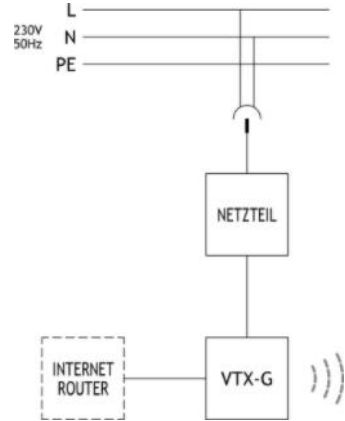 L
230V
50Hz
N
PE
NETZTEIL
INTERNET
ROUTER
VTX-G